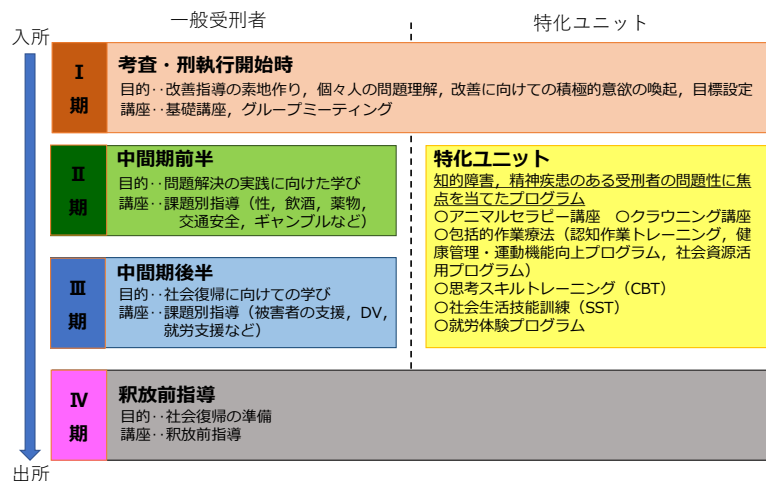 一般受刑者
特化ユニット
入所
Ⅰ
期
考査・刑執行開始時
目的‥改善指導の素地作り，個々人の問題理解，改善に向けての積極的意欲の喚起，目標設定
講座‥基礎講座，グループミーティング
Ⅱ
期
中間期前半
目的‥問題解決の実践に向けた学び
講座‥課題別指導（性，飲酒，薬物，
交通安全，ギャンブルなど）
Ⅲ
期
中間期後半
目的‥社会復帰に向けての学び
講座‥課題別指導（被害者の支援，DV，
就労支援など）
特化ユニット
知的障害，精神疾患のある受刑者の問題性に焦
点を当てたプログラム
○アニマルセラピー講座　○クラウニング講座
○包括的作業療法（認知作業トレーニング，健
康管理・運動機能向上プログラム，社会資源活
用プログラム）
○思考スキルトレーニング（CBT）
○社会生活技能訓練（SST）
○就労体験プログラム
Ⅳ
期
釈放前指導
目的‥社会復帰の準備
講座‥釈放前指導
出所